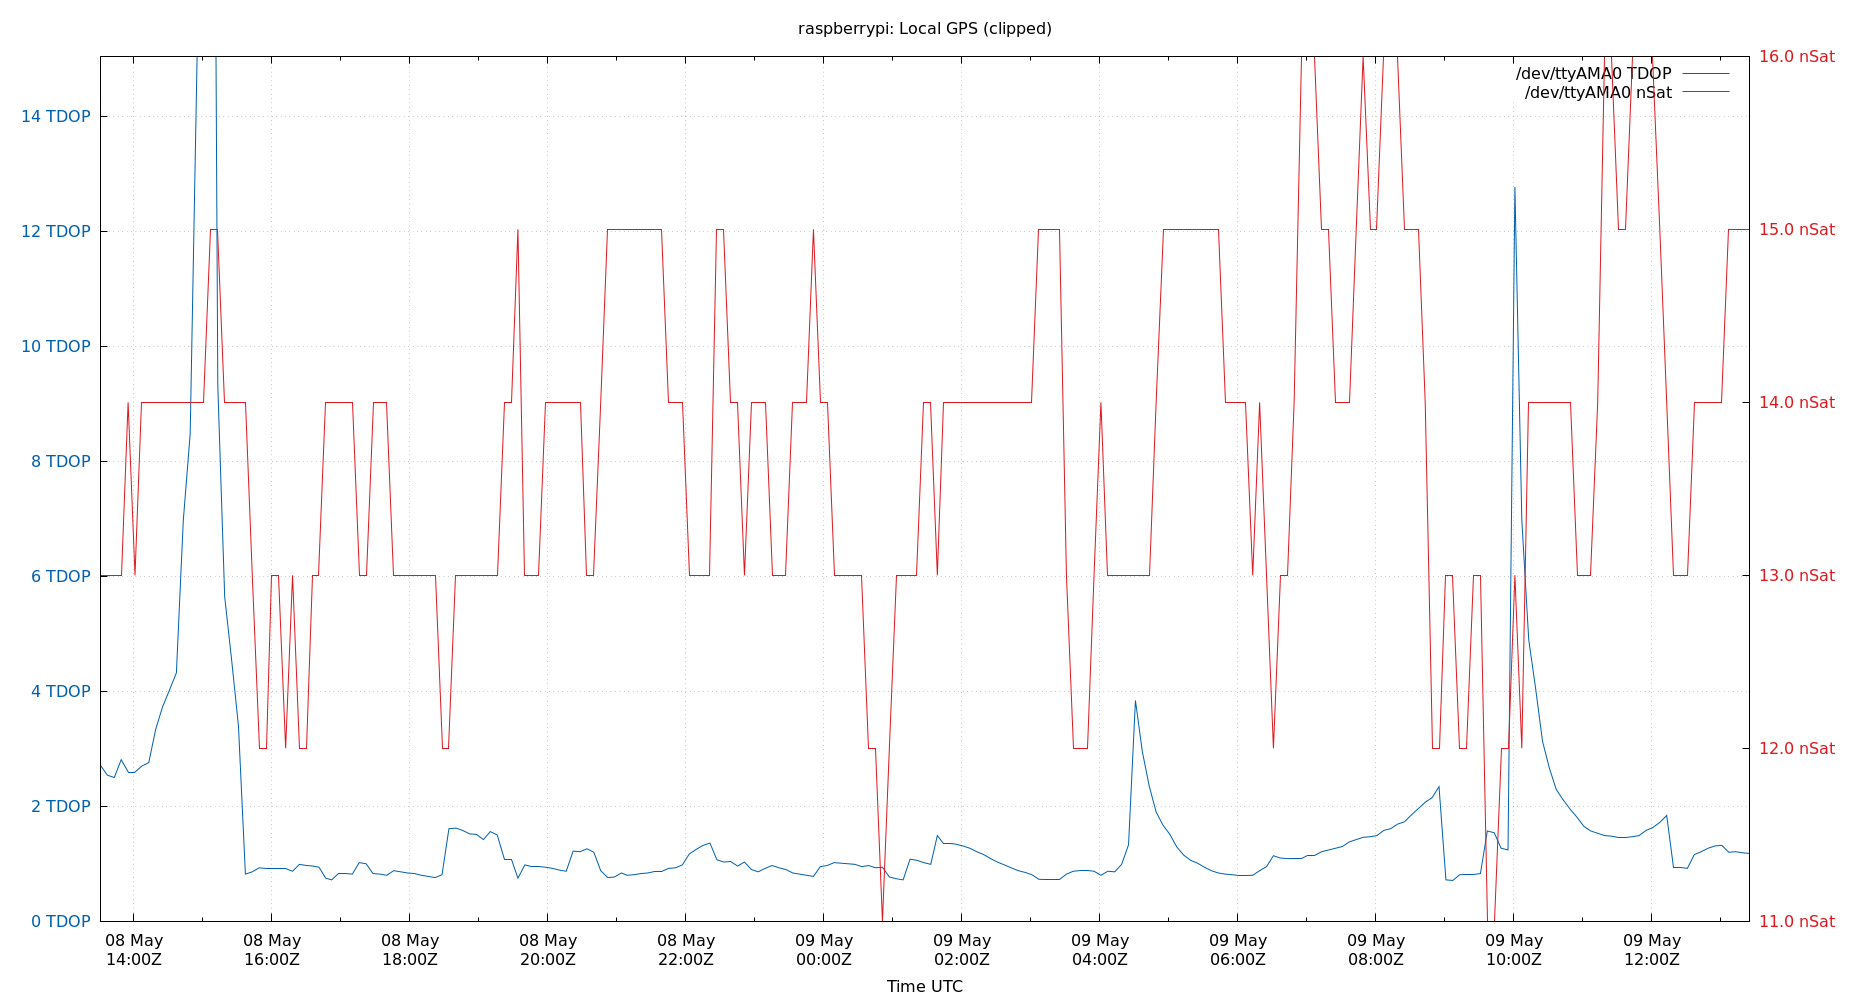 raspberrypi: Local GPS (clipped)
16.0 nSat
/dev/ttyAMA0 TDOP
/dev/ttyAMA0 nSat
14 TDOP
12 TDOP
15.0 nSat
10 TDOP
14.0 nSat
8 TDOP
6 TDOP
13.0 nSat
4 TDOP
12.0 nSat
2 TDOP
0 TDOP
11.0 nSat
08 May 08 May 08 May 08 May 08 May 09 May 09 May 09 May 09 May 09 May 09 May 09 May
14:00Z 16:00Z 18:00Z 20:00Z 22:00Z 00:00Z 02:00Z 04:00Z 06:00Z 08:00Z 10:00Z 12:00Z
Time UTC